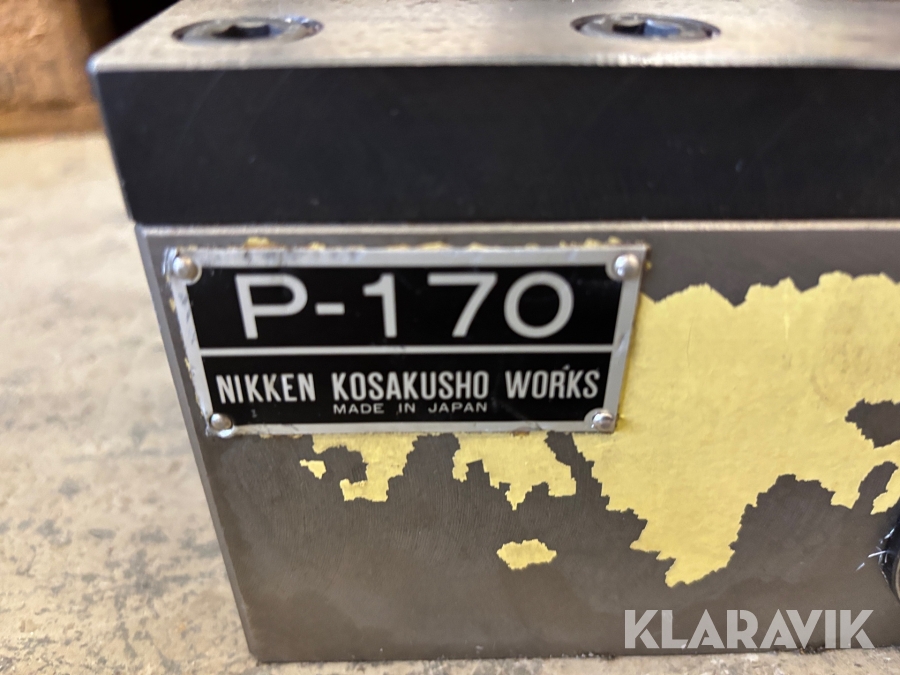 P-170
NIKKEN KOSAKUSHO WORKS
MADE IN JAPAN
KLARAVIK